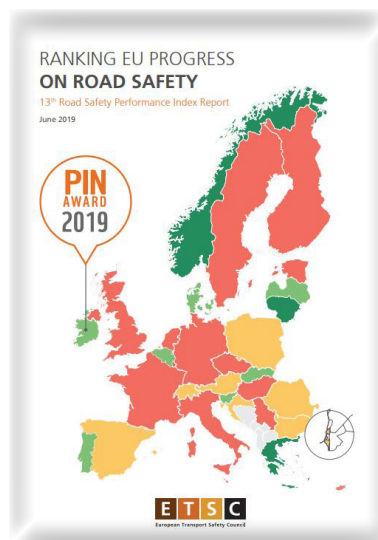 RANKING EU PROGRESS
ON ROAD SAFETY
13th Road Safety Performance Index Report
June 2019
PIN
AWARD
2019
ETSC
European Transport Safety Council